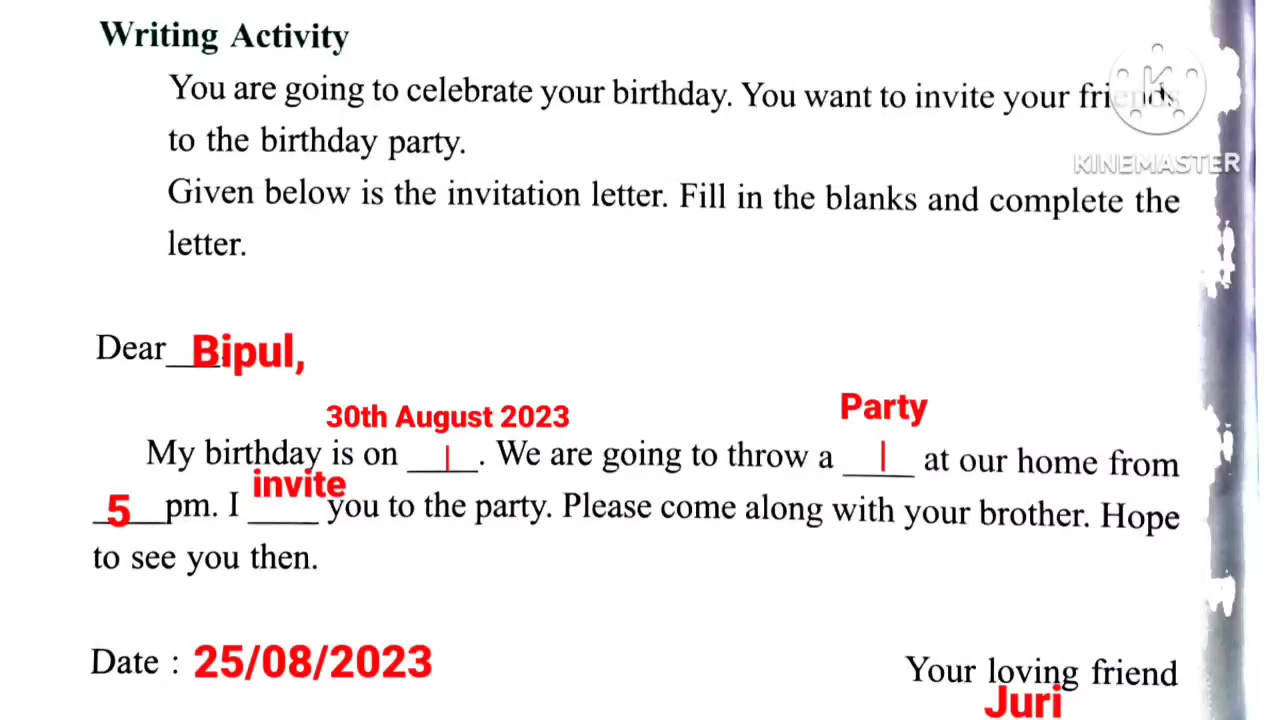 Writing Activity
You are going to celebrate your birthday. You want to invite your friends
KINEMASTER
to the birthday party.
Given below is the invitation letter. Fill in the blanks and complete the
letter.
Dear Bipul,
30th August 2023 Party
My birthday is on ____. We are going to throw a ____ at our home from
invite
5 pm. I ____ you to the party. Please come along with your brother. Hope
to see you then.
Date : 25/08/2023
Your loving friend
Juri